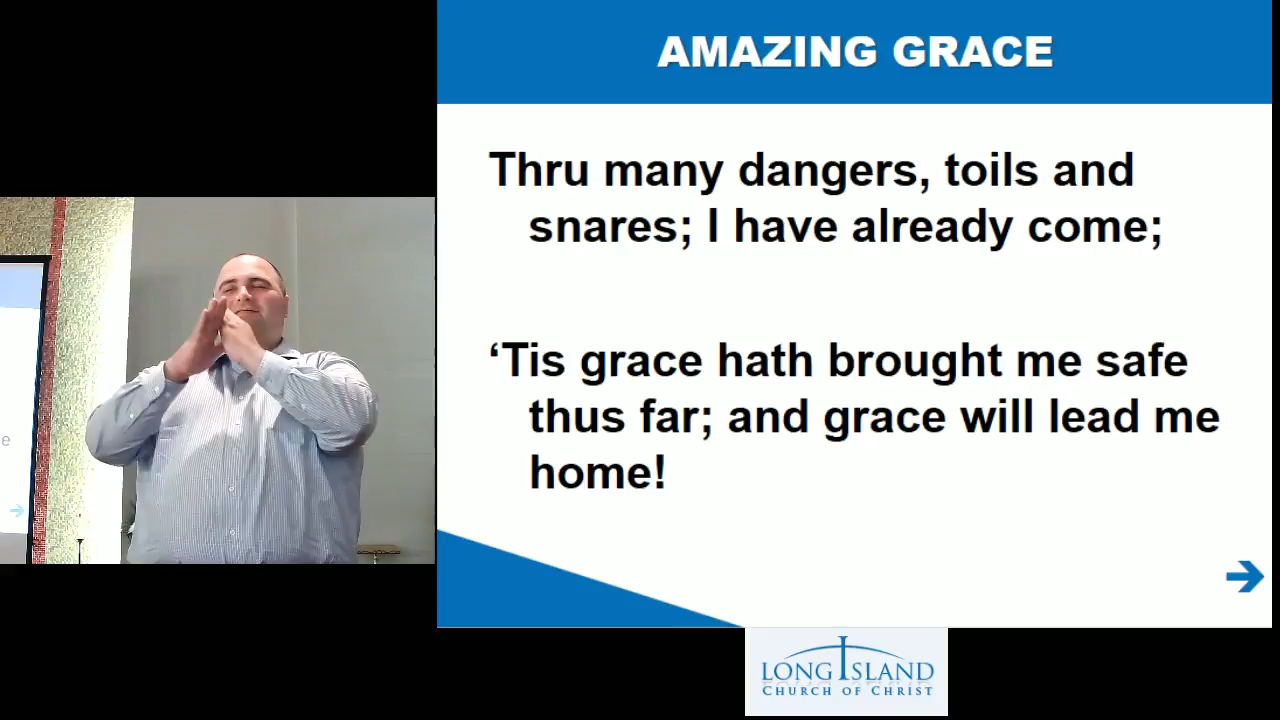 AMAZING GRACE
Thru many dangers, toils and
snares; I have already come;
‘Tis grace hath brought me safe
thus far; and grace will lead me
home!
e
LONG ISLAND
CHURCH OF CHRIST